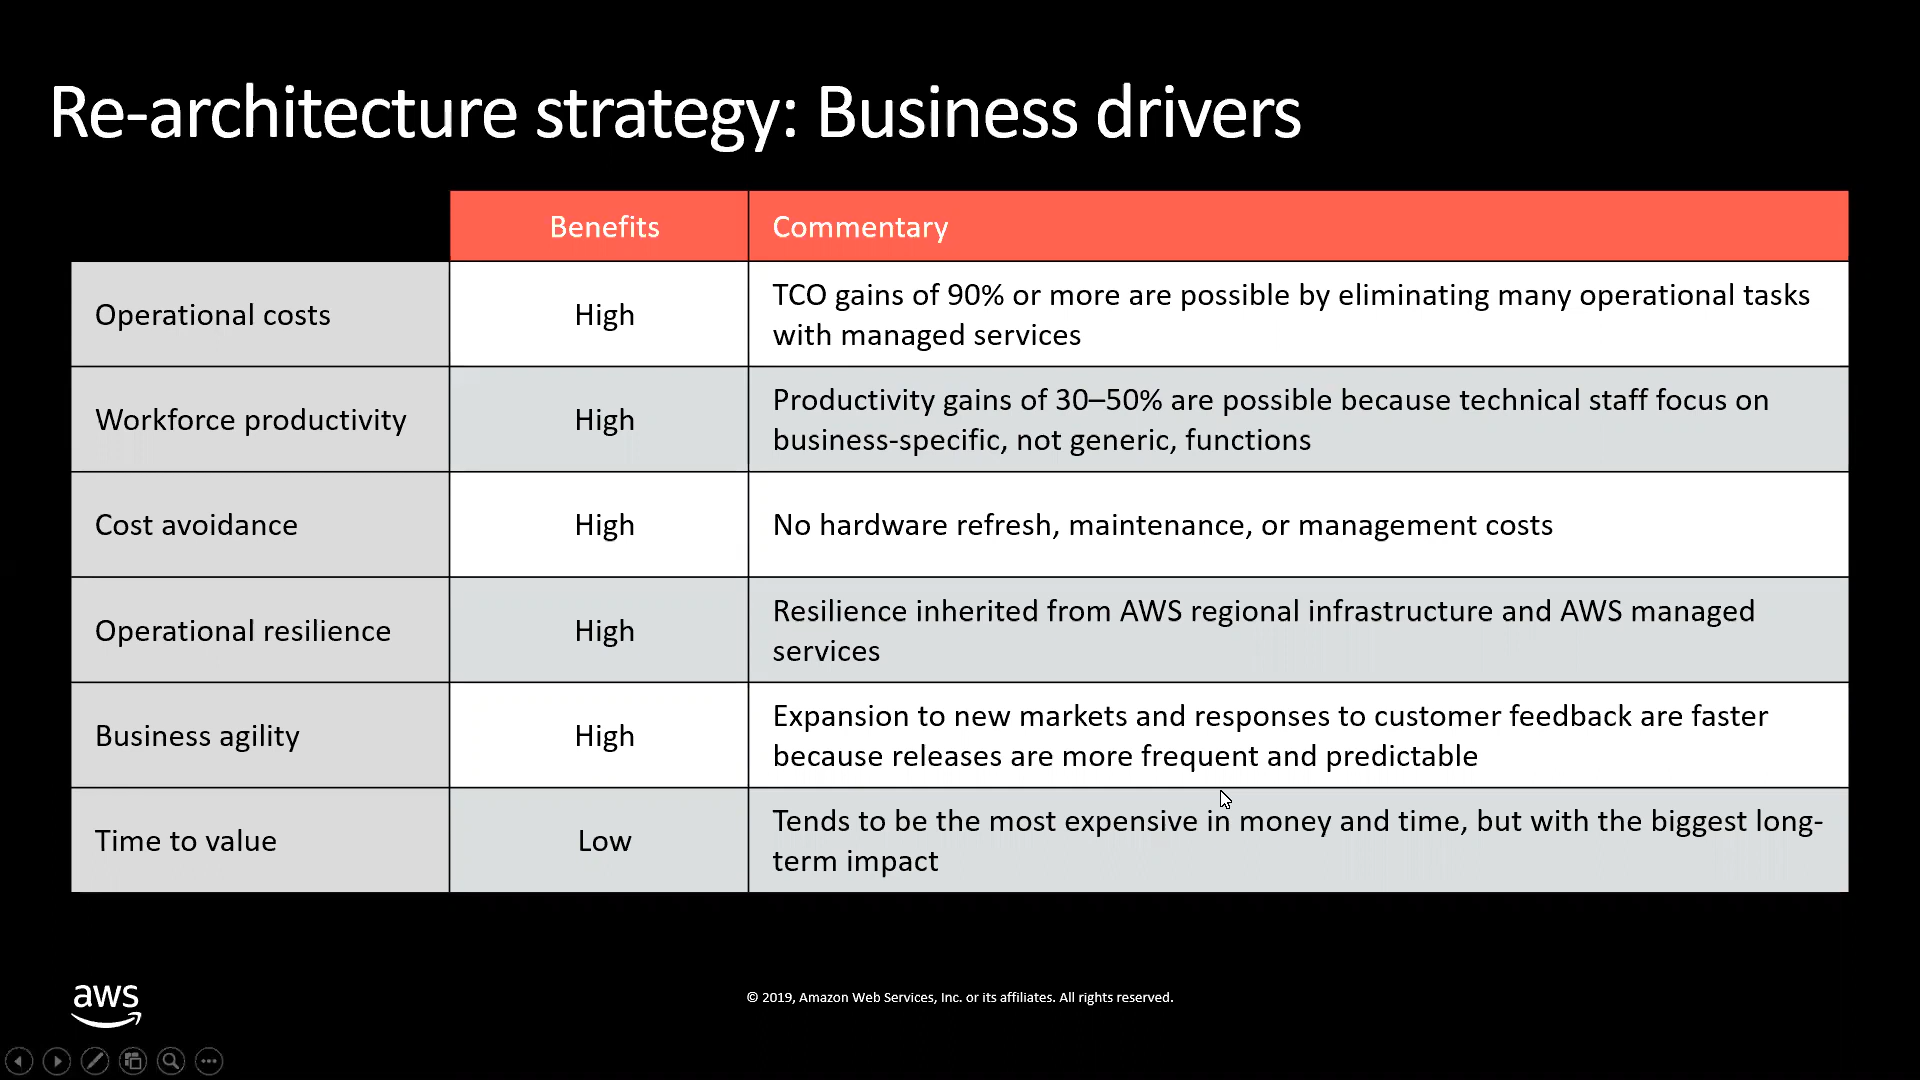 Re-architecture strategy: Business drivers
Benefits
Commentary
Operational costs
High
TCO gains of 90% or more are possible by eliminating many operational tasks
with managed services
Workforce productivity
High
Productivity gains of 30–50% are possible because technical staff focus on
business-specific, not generic, functions
Cost avoidance
High
No hardware refresh, maintenance, or management costs
Operational resilience
High
Resilience inherited from AWS regional infrastructure and AWS managed
services
Business agility
High
Expansion to new markets and responses to customer feedback are faster
because releases are more frequent and predictable
Time to value
Low
Tends to be the most expensive in money and time, but with the biggest long-
term impact
aws
© 2019, Amazon Web Services, Inc. or its affiliates. All rights reserved.